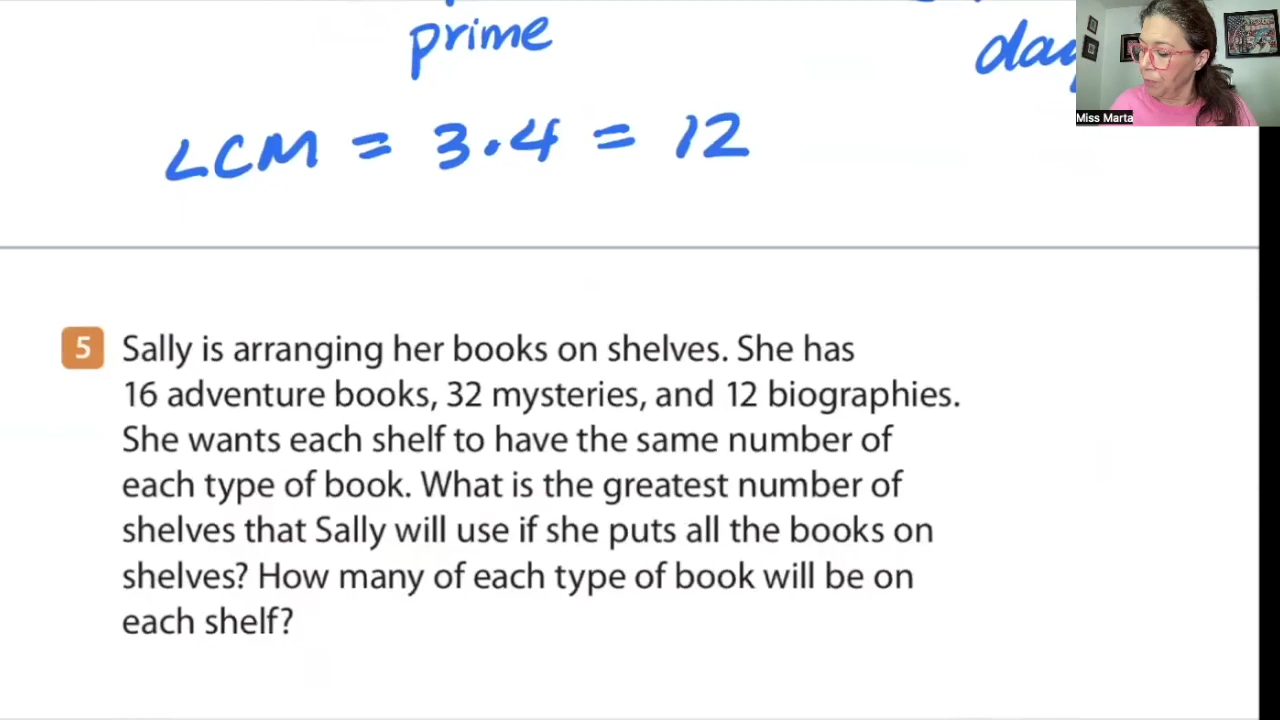 prime
LCM = 3.4 = 12
Miss Marta
5 Sally is arranging her books on shelves. She has
16 adventure books, 32 mysteries, and 12 biographies.
She wants each shelf to have the same number of
each type of book. What is the greatest number of
shelves that Sally will use if she puts all the books on
shelves? How many of each type of book will be on
each shelf?